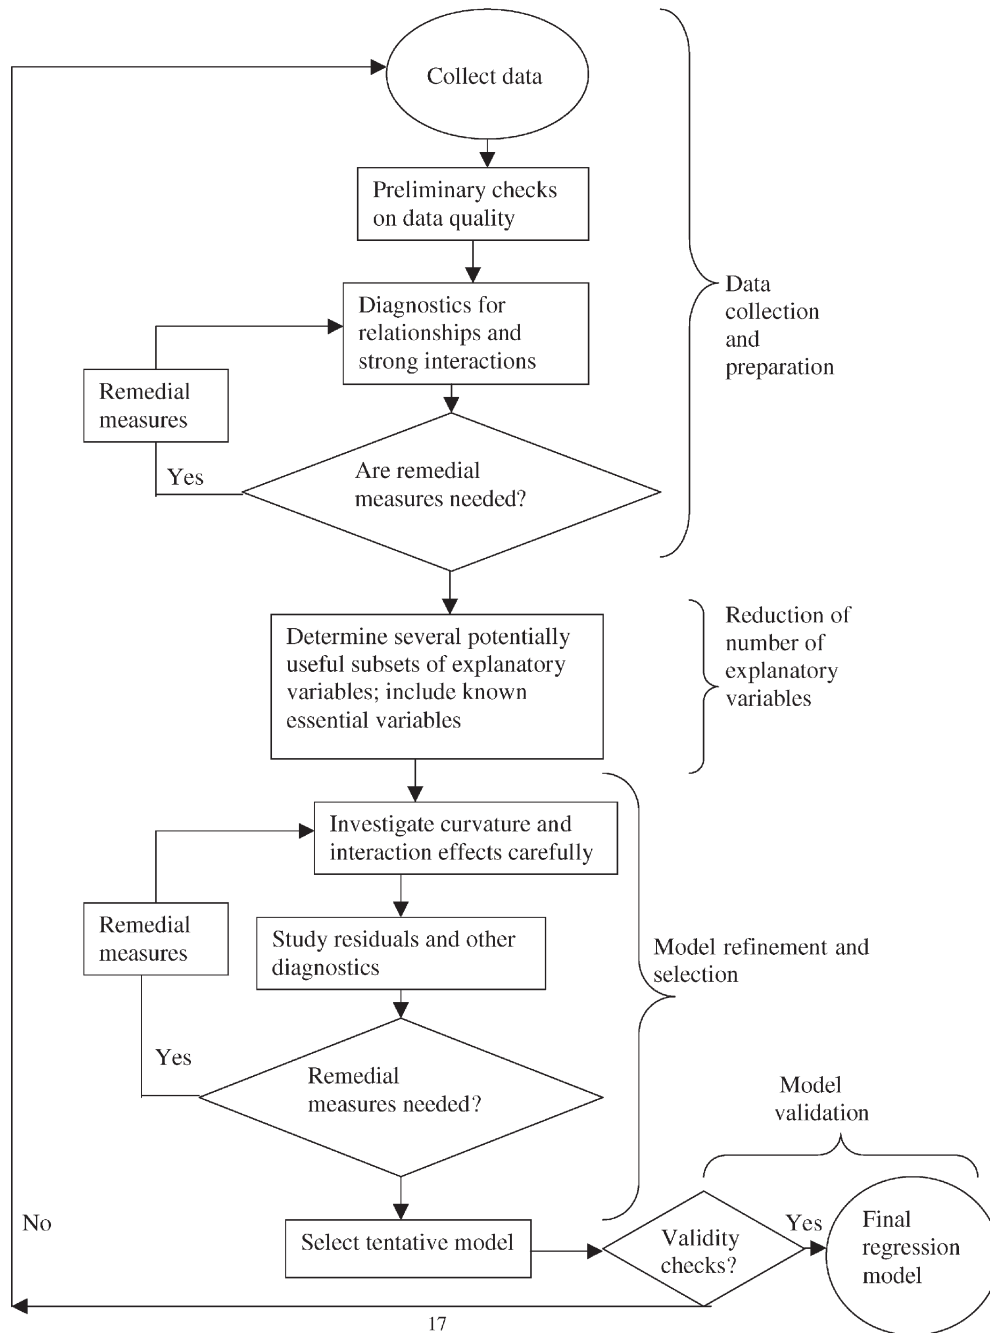 Collect data
Preliminary checks
on data quality
Diagnostics for
relationships and
strong interactions
Data
collection
and
preparation
Remedial
measures
Yes
Are remedial
measures needed?
Determine several potentially
useful subsets of explanatory
variables; include known
essential variables
Reduction of
number of
explanatory
variables
Investigate curvature and
interaction effects carefully
Remedial
measures
Study residuals and other
diagnostics
Model refinement and
selection
Yes
Remedial
measures needed?
Model
validation
No
Select tentative model
Validity
checks?
Yes
Final
regression
model
17